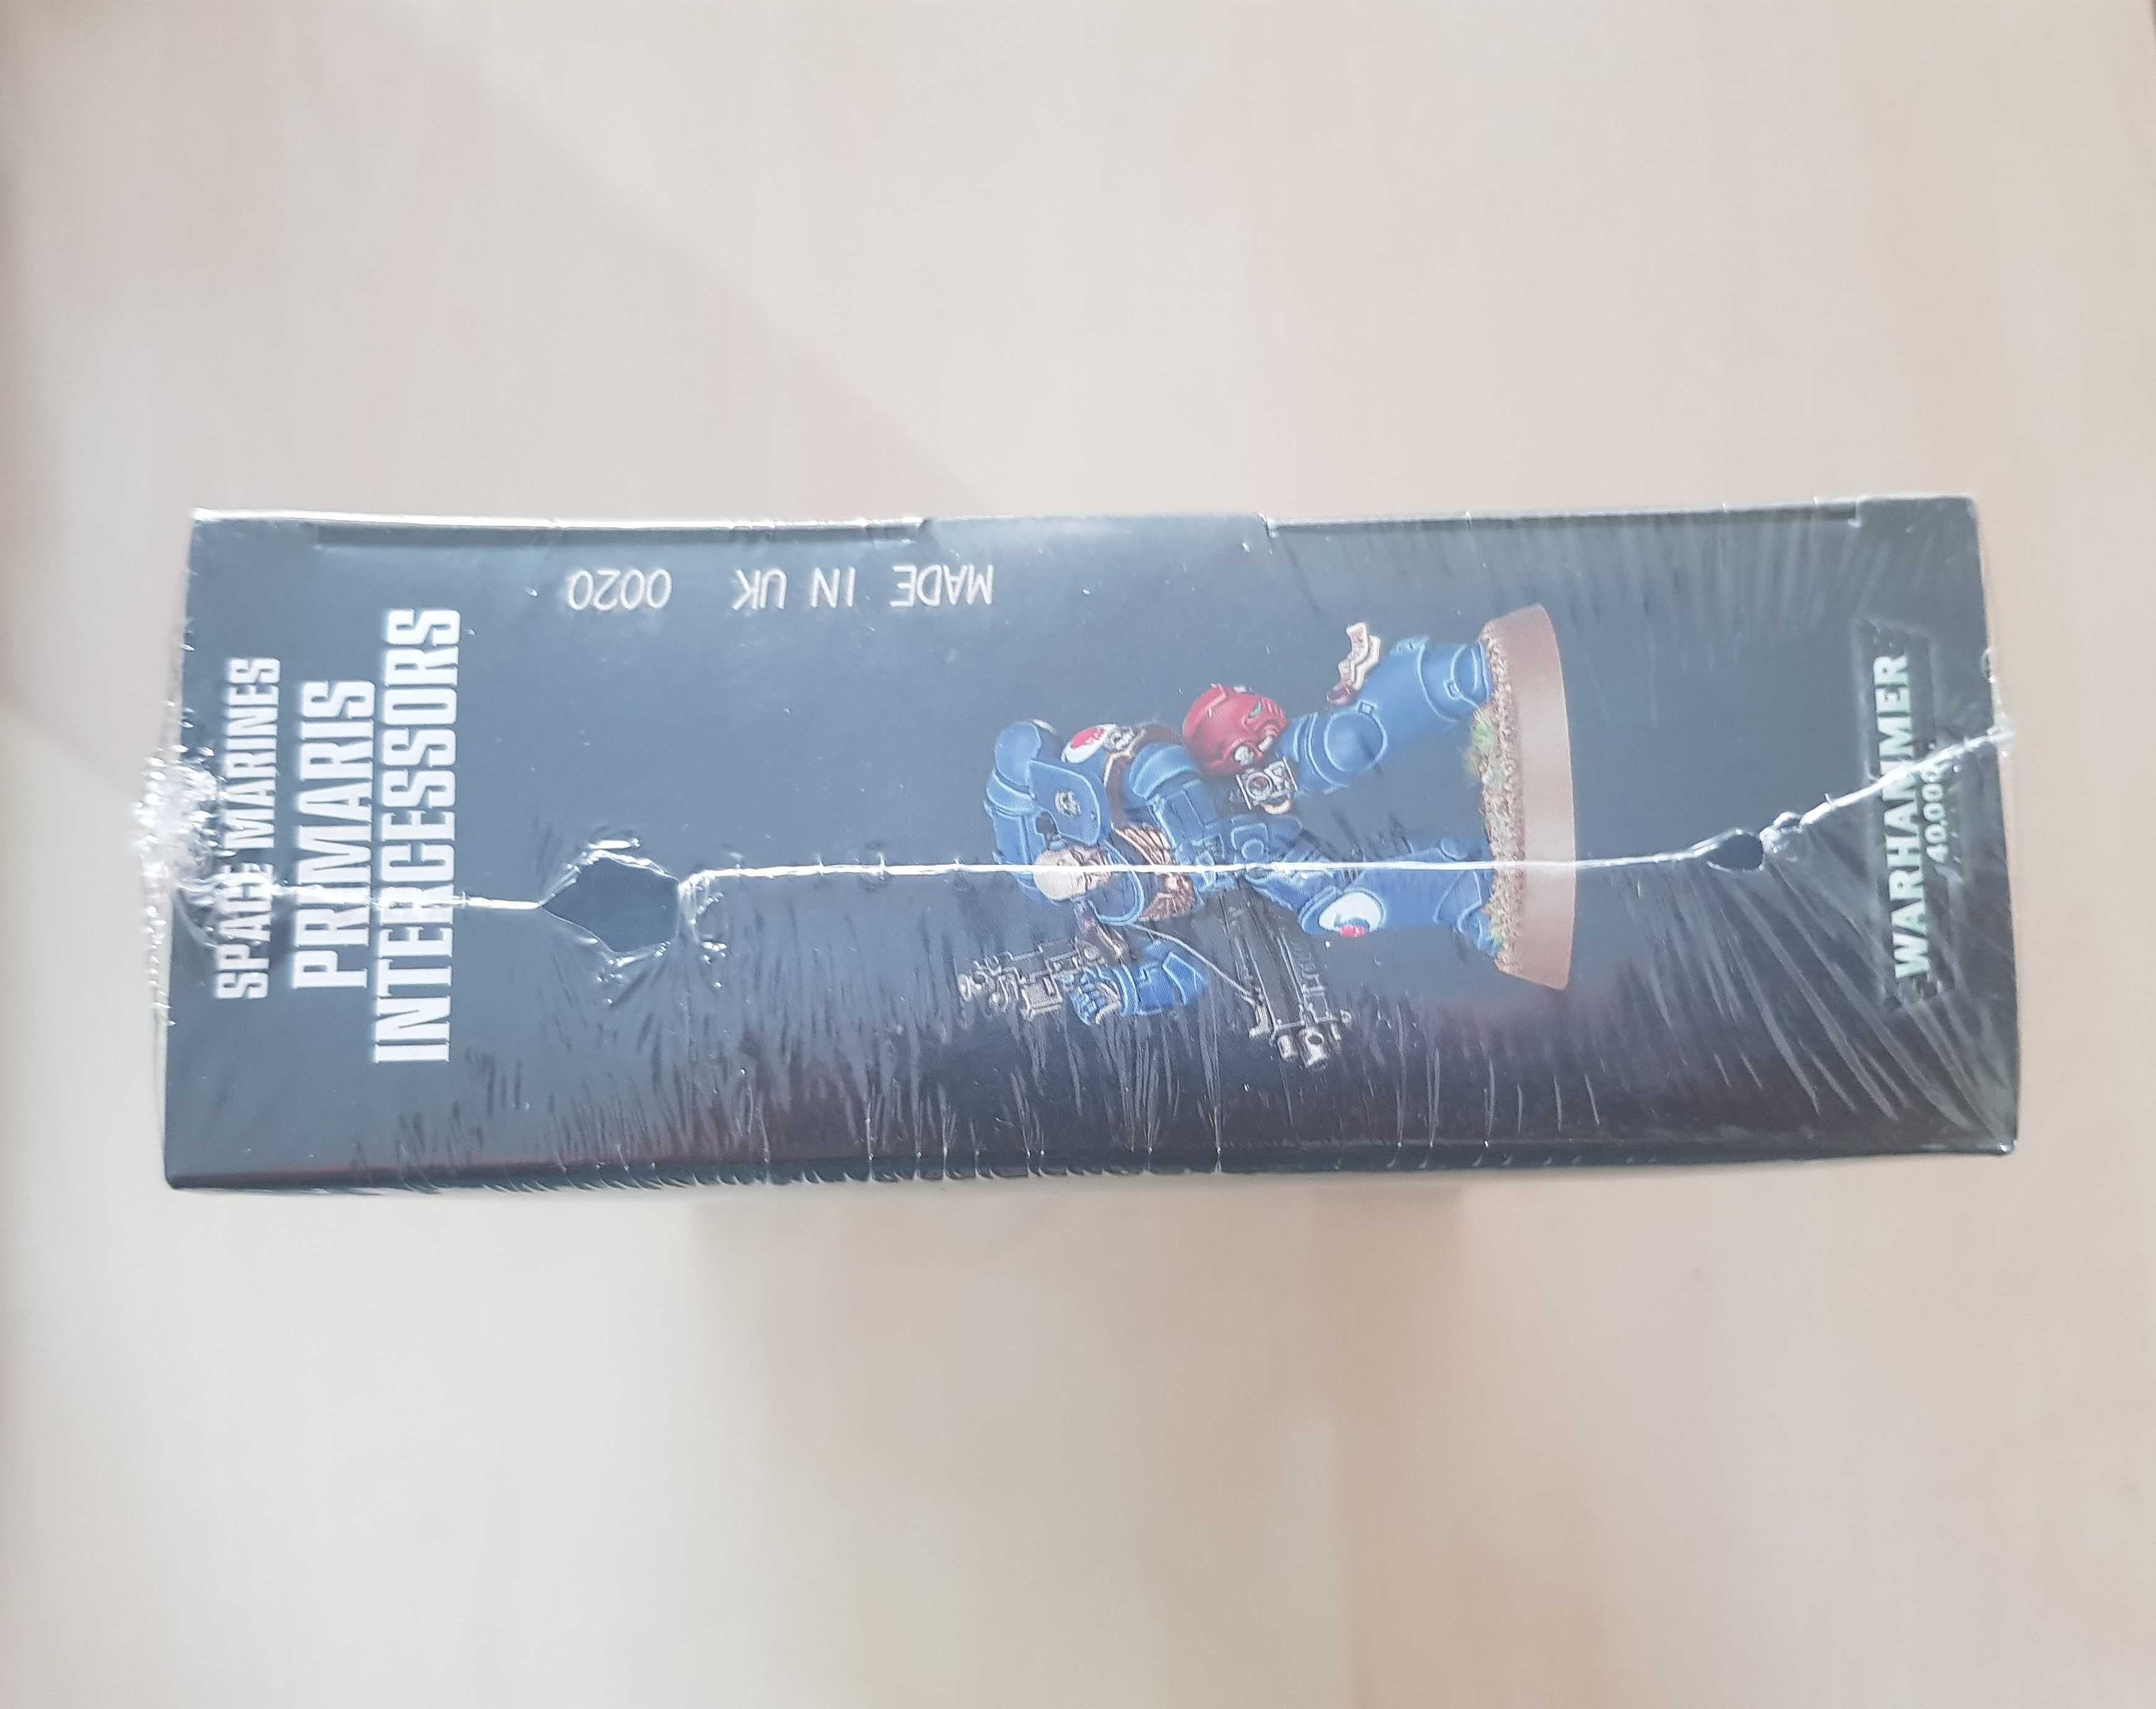 SPACE MARINES
PRIMARIS
INTERCESSORS
MADE IN UK 0020
WARHAMMER
40,000